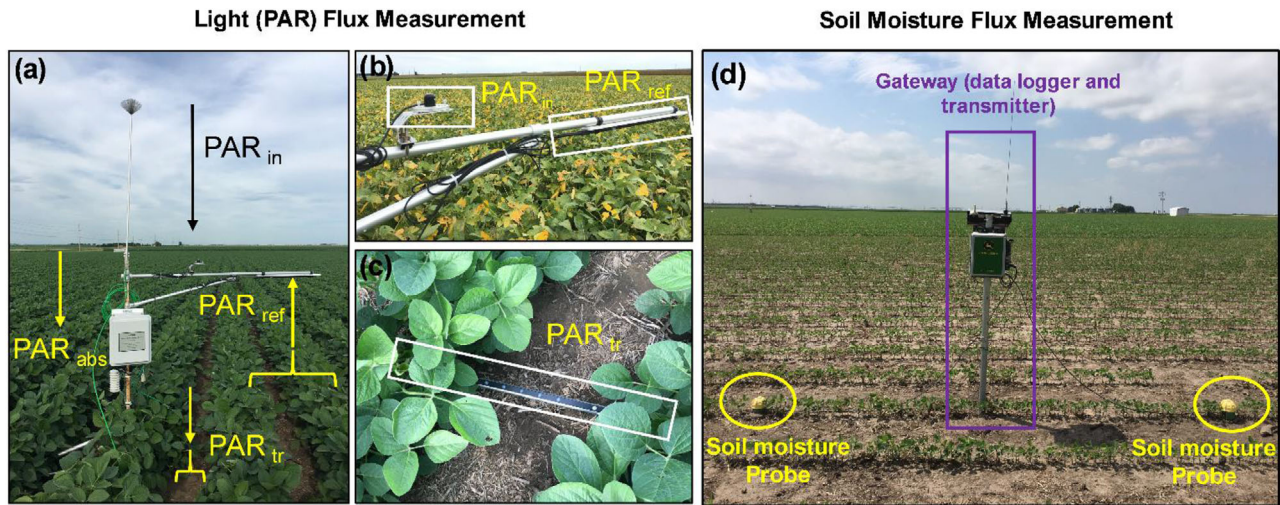 Light (PAR) Flux Measurement
Soil Moisture Flux Measurement
(a)
PAR in
PAR ref
PAR abs
PAR tr
(b)
PAR in
PAR ref
(c)
PAR tr
(d)
Gateway (data logger and
transmitter)
Soil moisture
Probe
Soil moisture
Probe